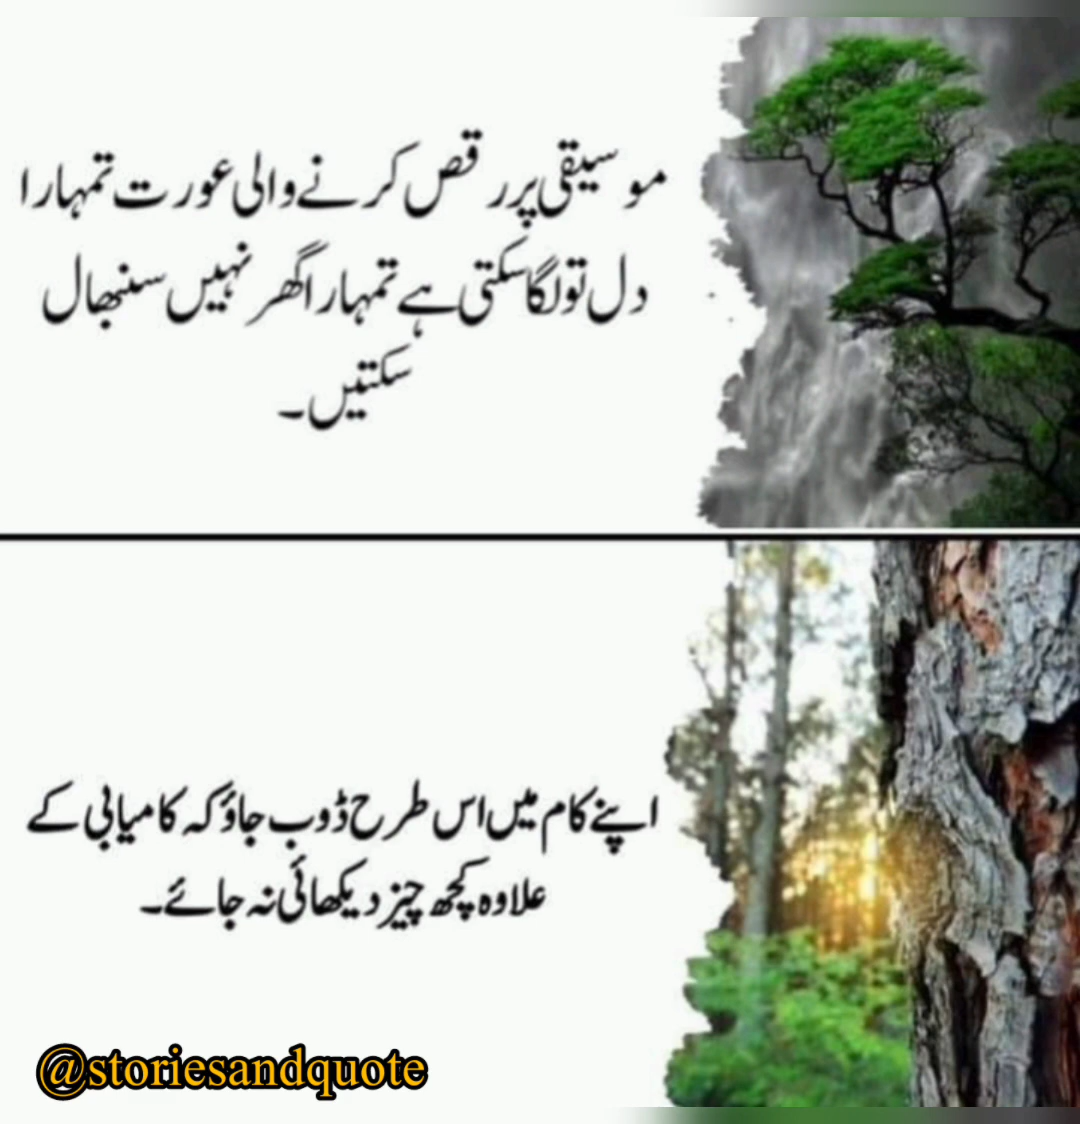 موسیقی پر رقص کرنے والی عورت تمہارا
دل تو لگا سکتی ہے تمہارا گھر نہیں سنبھال
سکتیں۔
اپنے کام میں اس طرح ڈوب جاؤ کہ کامیابی کے
علاوہ کچھ چیز دیکھائی نہ جائے۔
@storiesandquote